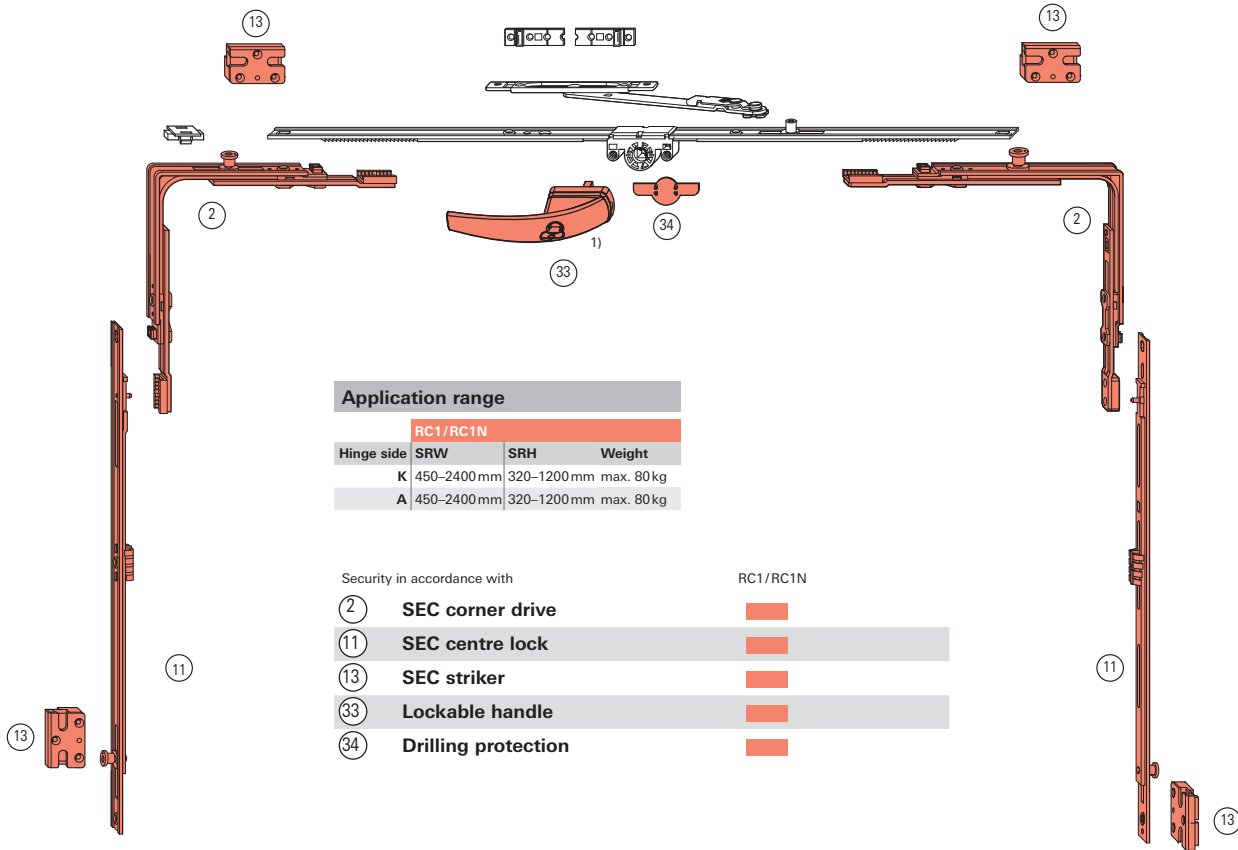 13
13
2
2
34
1)
33
Application range
RC1/RC1N
Hinge side SRW SRH Weight
K 450–2400 mm 320–1200 mm max. 80 kg
A 450–2400 mm 320–1200 mm max. 80 kg
Security in accordance with RC1/RC1N
2 SEC corner drive
11 SEC centre lock
13 SEC striker
33 Lockable handle
34 Drilling protection
11
11
13
13